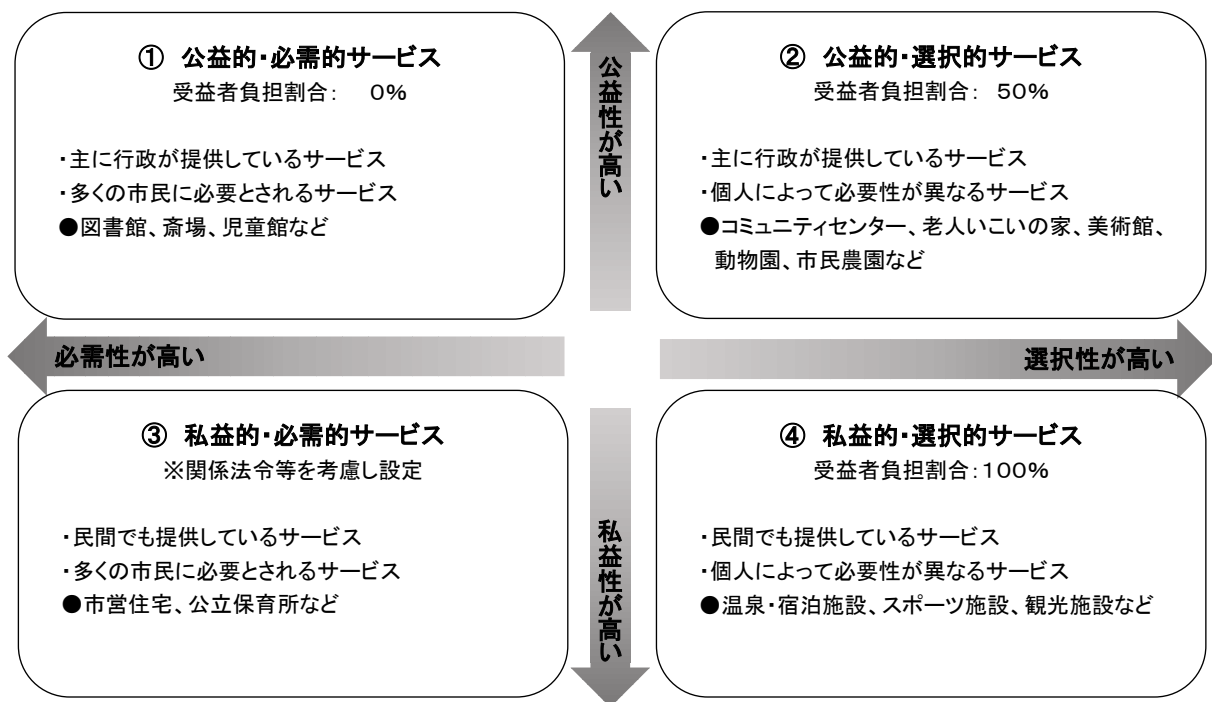 ① 公益的・必需的サービス
受益者負担割合： 0%
・主に行政が提供しているサービス
・多くの市民に必要とされるサービス
●図書館、斎場、児童館など
公益性が高い
② 公益的・選択的サービス
受益者負担割合： 50%
・主に行政が提供しているサービス
・個人によって必要性が異なるサービス
●コミュニティセンター、老人いこいの家、美術館、
動物園、市民農園など
必需性が高い
選択性が高い
③ 私益的・必需的サービス
※関係法令等を考慮し設定
・民間でも提供しているサービス
・多くの市民に必要とされるサービス
●市営住宅、公立保育所など
私益性が高い
④ 私益的・選択的サービス
受益者負担割合：100%
・民間でも提供しているサービス
・個人によって必要性が異なるサービス
●温泉・宿泊施設、スポーツ施設、観光施設など